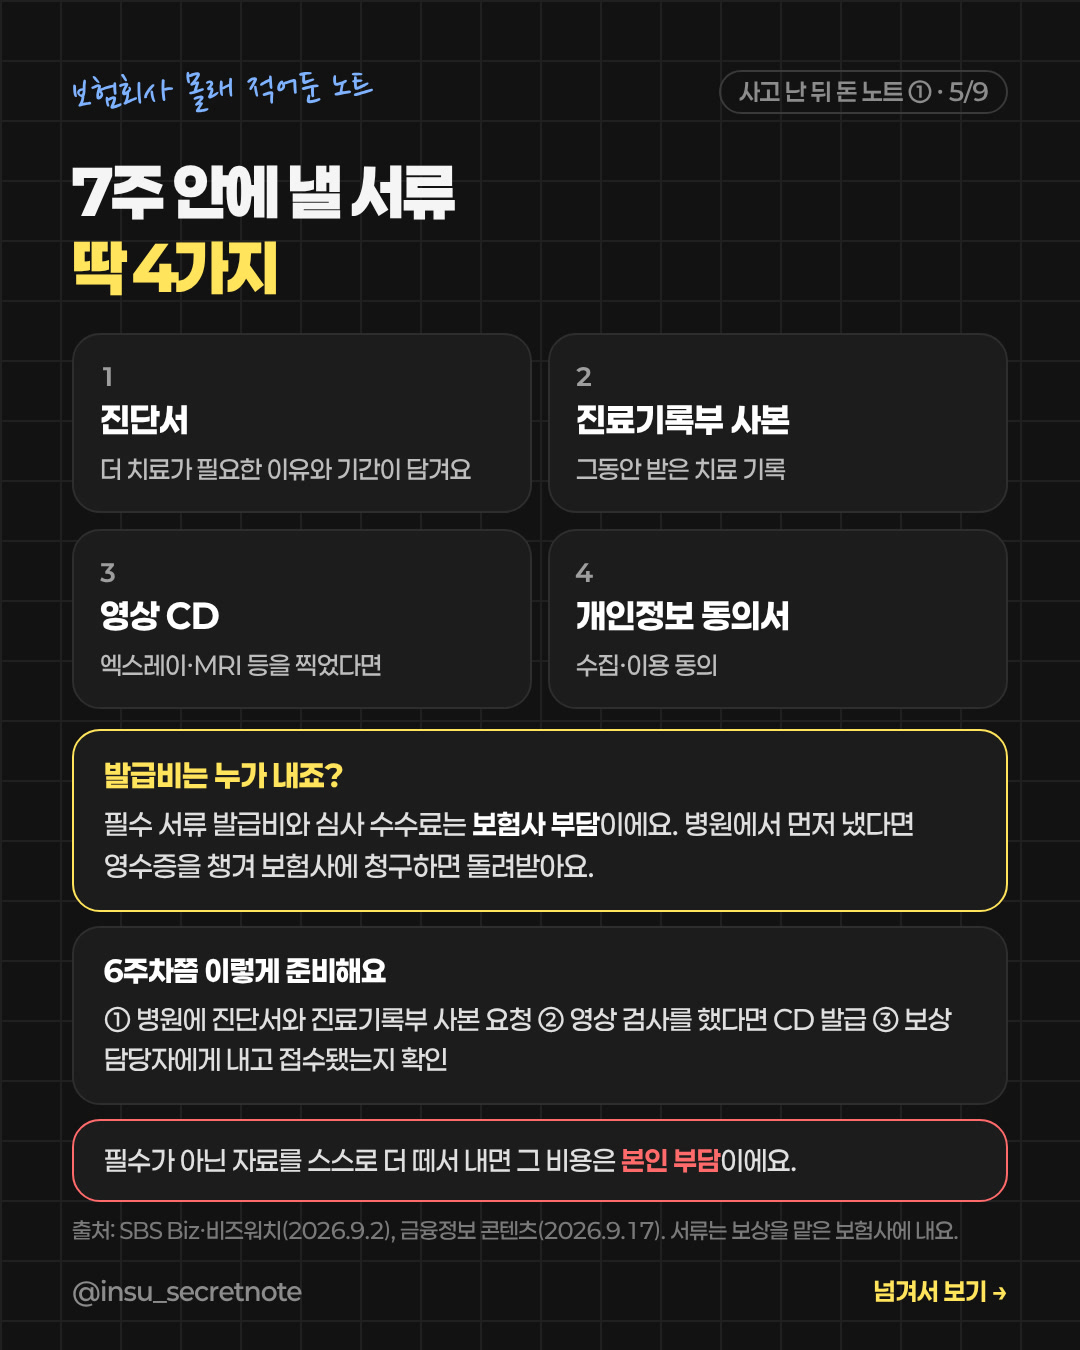 보험회사 몰래 적어둔 노트
사고 난 뒤 돈 노트 ① · 5/9
7주 안에 낼 서류
딱 4가지
1
진단서
더 치료가 필요한 이유와 기간이 담겨요
2
진료기록부 사본
그동안 받은 치료 기록
3
영상 CD
엑스레이·MRI 등을 찍었다면
4
개인정보 동의서
수집·이용 동의
발급비는 누가 내죠?
필수 서류 발급비와 심사 수수료는 보험사 부담이에요. 병원에서 먼저 냈다면
영수증을 챙겨 보험사에 청구하면 돌려받아요.
6주차쯤 이렇게 준비해요
① 병원에 진단서와 진료기록부 사본 요청 ② 영상 검사를 했다면 CD 발급 ③ 보상
담당자에게 내고 접수됐는지 확인
필수가 아닌 자료를 스스로 더 떼서 내면 그 비용은 본인 부담이에요.
출처: SBS Biz·비즈워치(2026.9.2), 금융정보 콘텐츠(2026.9.17). 서류는 보상을 맡은 보험사에 내요.
@insu_secretnote
넘겨서 보기 →